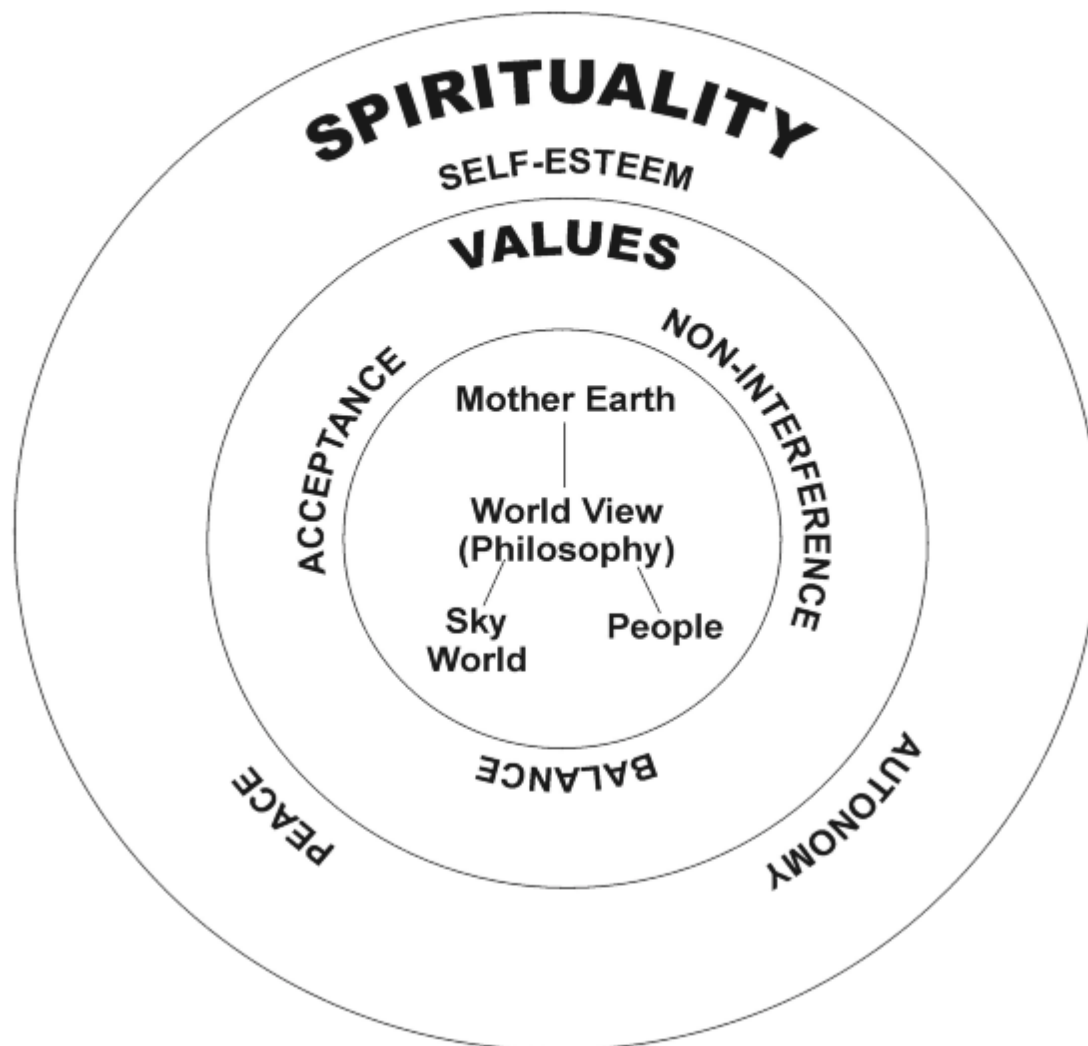 SPIRITUALITY
SELF-ESTEEM
VALUES
ACCEPTANCE
NON-INTERFERENCE
Mother Earth
World View
(Philosophy)
Sky
World
People
BALANCE
PEACE
AUTONOMY